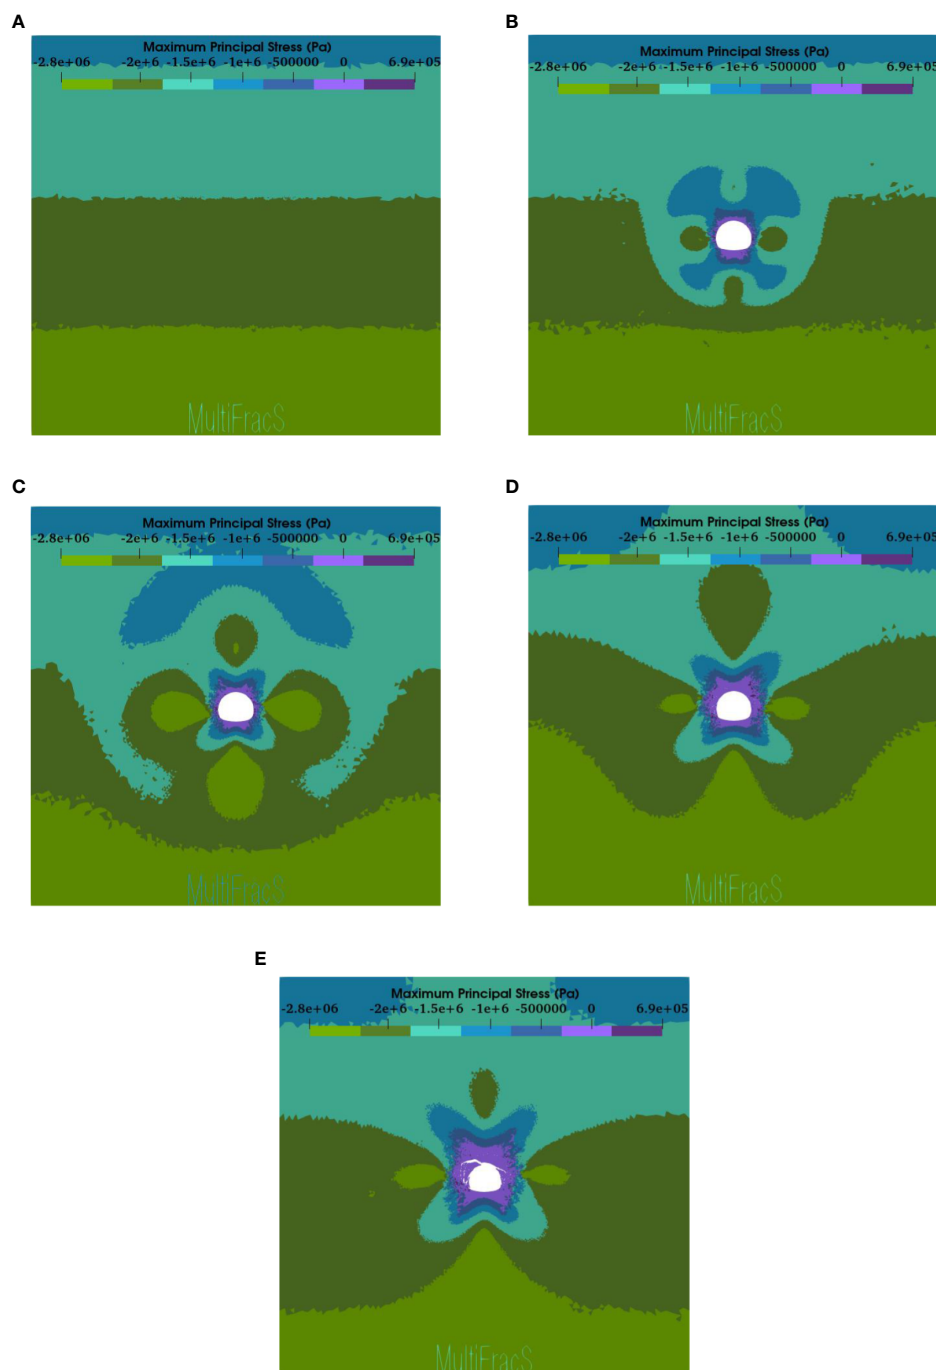 A
Maximum Principal Stress (Pa)
-2.8e+06 -2e+6 -1.5e+6 -1e+6 -500000 0 6.9e+05
MultiFracS
B
Maximum Principal Stress (Pa)
-2.8e+06 -2e+6 -1.5e+6 -1e+6 -500000 0 6.9e+05
MultiFracS
C
Maximum Principal Stress (Pa)
-2.8e+06 -2e+6 -1.5e+6 -1e+6 -500000 0 6.9e+05
MultiFracS
D
Maximum Principal Stress (Pa)
-2.8e+06 -2e+6 -1.5e+6 -1e+6 -500000 0 6.9e+05
MultiFracS
E
Maximum Principal Stress (Pa)
-2.8e+06 -2e+6 -1.5e+6 -1e+6 -500000 0 6.9e+05
MultiFracS